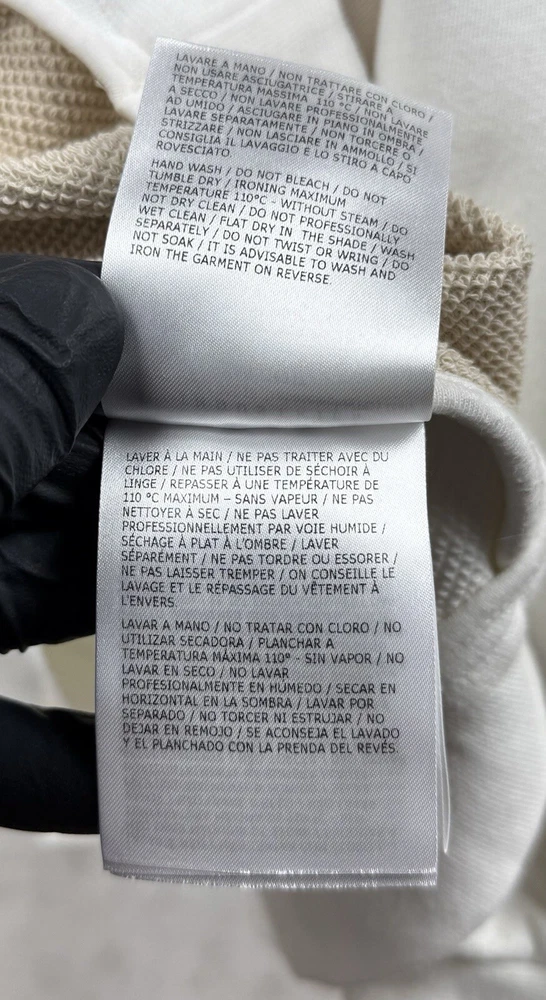 LAVARE A MANO / NON TRATTARE CON CLORO /
NON USARE ASCIUGATRICE / STIRARE A
TEMPERATURA MASSIMA 110 °C / NON LAVARE
A SECCO / NON LAVARE PROFESSIONALMENTE
AD UMIDO / ASCIUGARE IN PIANO IN OMBRA /
LAVARE SEPARATAMENTE / NON TORCERE O
STRIZZARE / NON LASCIARE IN AMMOLLO / SI
CONSIGLIA IL LAVAGGIO E LO STIRO A CAPO
ROVESCIATO.
HAND WASH / DO NOT BLEACH / DO NOT
TUMBLE DRY / IRONING MAXIMUM
TEMPERATURE 110°C - WITHOUT STEAM / DO
NOT DRY CLEAN / DO NOT PROFESSIONALLY
WET CLEAN / FLAT DRY IN THE SHADE / WASH
SEPARATELY / DO NOT TWIST OR WRING / DO
NOT SOAK / IT IS ADVISABLE TO WASH AND
IRON THE GARMENT ON REVERSE.
LAVER À LA MAIN / NE PAS TRAITER AVEC DU
CHLORE / NE PAS UTILISER DE SÉCHOIR À
LINGE / REPASSER À UNE TEMPÉRATURE DE
110 °C MAXIMUM – SANS VAPEUR / NE PAS
NETTOYER À SEC / NE PAS LAVER
PROFESSIONNELLEMENT PAR VOIE HUMIDE /
SÉCHAGE À PLAT À L'OMBRE / LAVER
SÉPARÉMENT / NE PAS TORDRE OU ESSORER /
NE PAS LAISSER TREMPER / ON CONSEILLE LE
LAVAGE ET LE RÉPASSAGE DU VÊTEMENT À
L'ENVERS.
LAVAR A MANO / NO TRATAR CON CLORO / NO
UTILIZAR SECADORA / PLANCHAR A
TEMPERATURA MÁXIMA 110° - SIN VAPOR / NO
LAVAR EN SECO / NO LAVAR
PROFESIONALMENTE EN HÚMEDO / SECAR EN
HORIZONTAL EN LA SOMBRA / LAVAR POR
SEPARADO / NO TORCER NI ESTRUJAR / NO
DEJAR EN REMOJO / SE ACONSEJA EL LAVADO
Y EL PLANCHADO CON LA PRENDA DEL REVÉS.